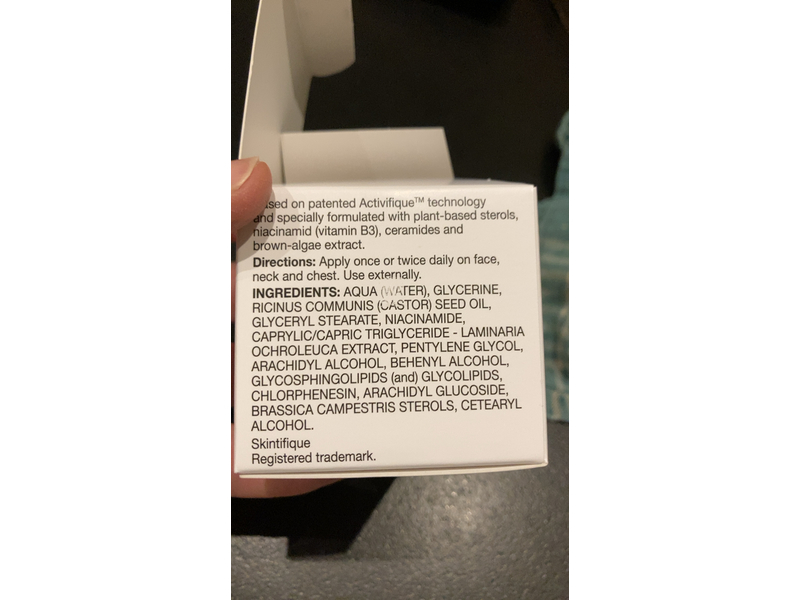 on patented Activifique™ technology
and specially formulated with plant-based sterols,
niacinamid (vitamin B3), ceramides and
brown-algae extract.
Directions: Apply once or twice daily on face,
neck and chest. Use externally.
INGREDIENTS: AQUA (WATER), GLYCERINE,
RICINUS COMMUNIS (CASTOR) SEED OIL,
GLYCERYL STEARATE, NIACINAMIDE,
CAPRYLIC/CAPRIC TRIGLYCERIDE - LAMINARIA
OCHROLEUCA EXTRACT, PENTYLENE GLYCOL,
ARACHIDYL ALCOHOL, BEHENYL ALCOHOL,
GLYCOSPHINGOLIPIDS (and) GLYCOLIPIDS,
CHLORPHENESIN, ARACHIDYL GLUCOSIDE,
BRASSICA CAMPESTRIS STEROLS, CETEARYL
ALCOHOL.
Skintifique
Registered trademark.